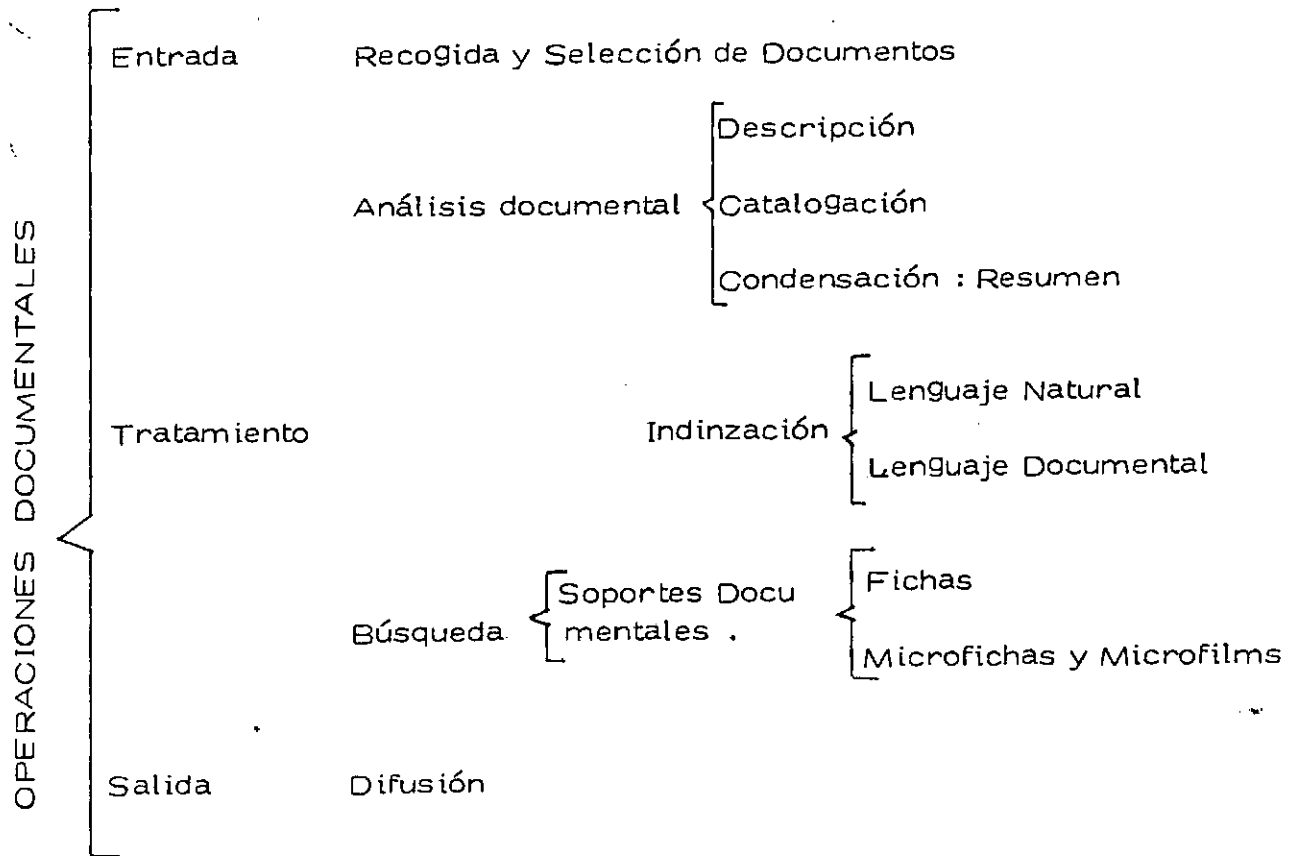 OPERACIONES DOCUMENTALES
Entrada Recogida y Selección de Documentos
Descripción
Análisis documental Catalogación
Condensación : Resumen
Lenguaje Natural
Tratamiento Indinzación
Lenguaje Documental
Soportes Docu
mentales .
Búsqueda
Fichas
Microfichas y Microfilms
Salida Difusión